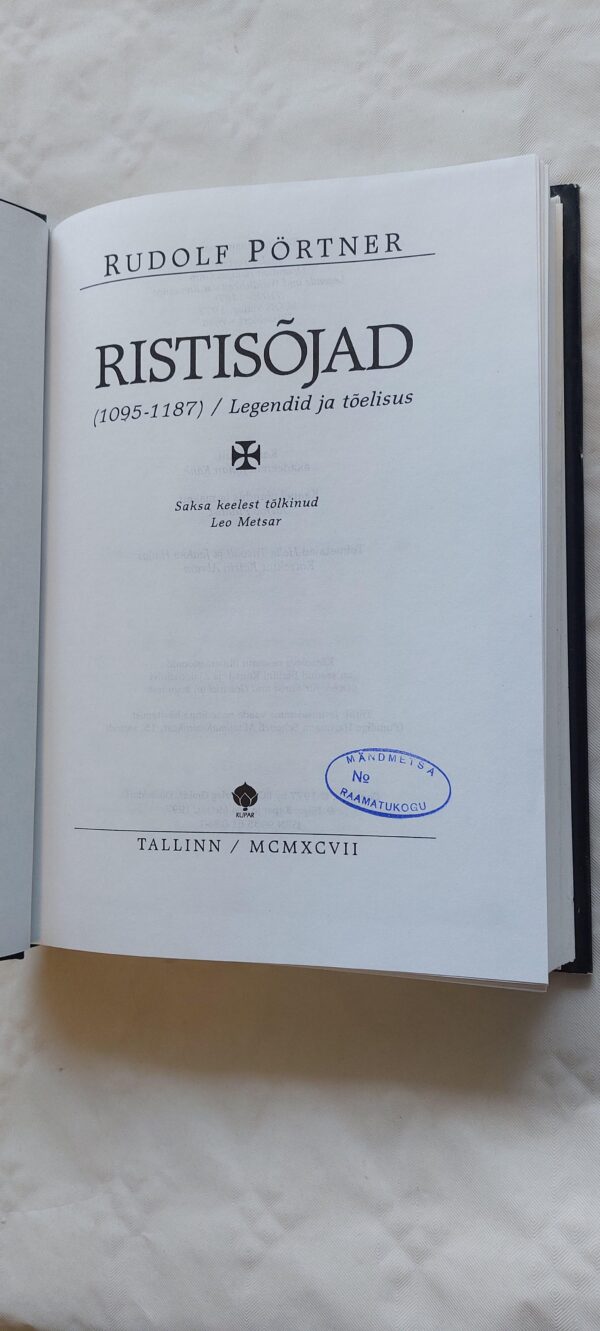 RUDOLF PÖRTNER
RISTISÕJAD
(1095-1187) / Legendid ja tõelisus
Saksa keelest tõlkinud
Leo Metsar
MÄNDMETSA
№
RAAMATUKOGU
KUPAR
TALLINN / MCMXCVII